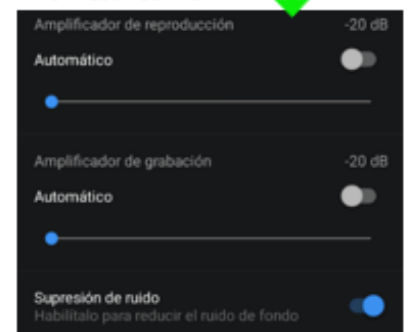 Amplificador de reproducción -20 dB
Automático
Amplificador de grabación -20 dB
Automático
Supresión de ruido
Habilítalo para reducir el ruido de fondo